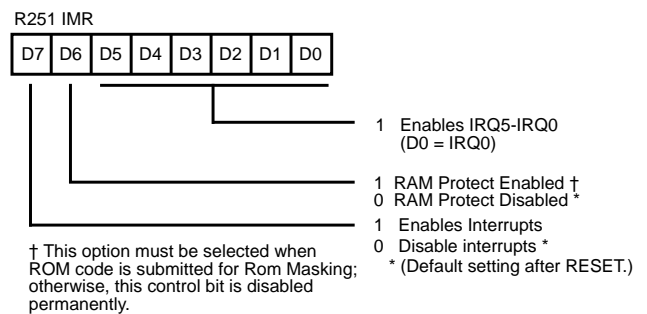 R251 IMR
D7 D6 D5 D4 D3 D2 D1 D0
1 Enables IRQ5-IRQ0
(D0 = IRQ0)
1 RAM Protect Enabled †
0 RAM Protect Disabled *
1 Enables Interrupts
0 Disable interrupts *
* (Default setting after RESET.)
† This option must be selected when
ROM code is submitted for Rom Masking;
otherwise, this control bit is disabled
permanently.